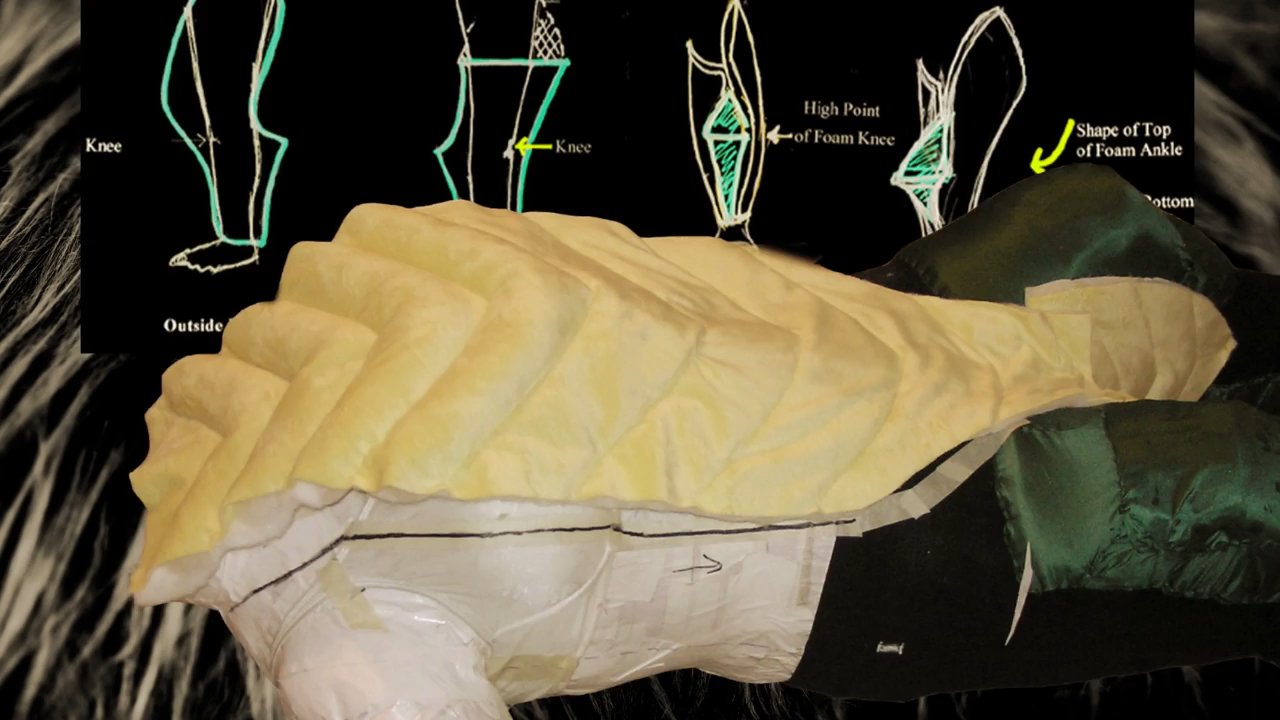 Knee
Knee
High Point
of Foam Knee
Shape of Top
of Foam Ankle
Bottom
Outside